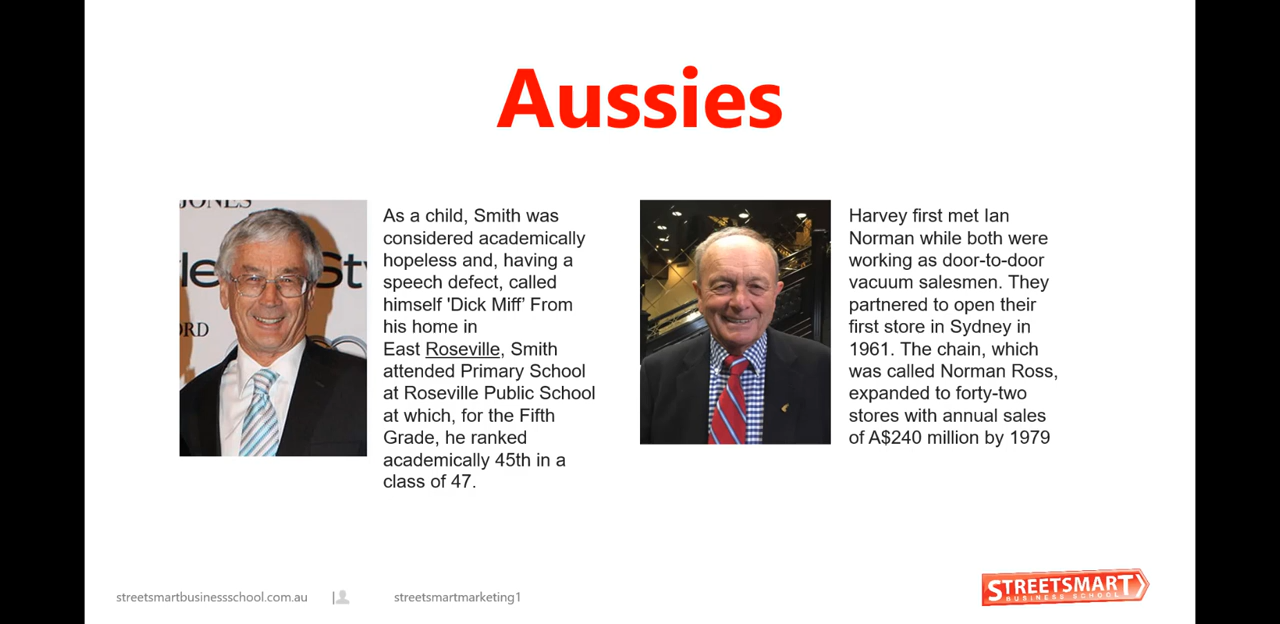 Aussies
JONES
le St
ORD
As a child, Smith was
considered academically
hopeless and, having a
speech defect, called
himself 'Dick Miff’ From
his home in
East Roseville, Smith
attended Primary School
at Roseville Public School
at which, for the Fifth
Grade, he ranked
academically 45th in a
class of 47.
Harvey first met Ian
Norman while both were
working as door-to-door
vacuum salesmen. They
partnered to open their
first store in Sydney in
1961. The chain, which
was called Norman Ross,
expanded to forty-two
stores with annual sales
of A$240 million by 1979
streetsmartbusinessschool.com.au
streetsmartmarketing1
STREETSMART
BUSINESS SCHOOL